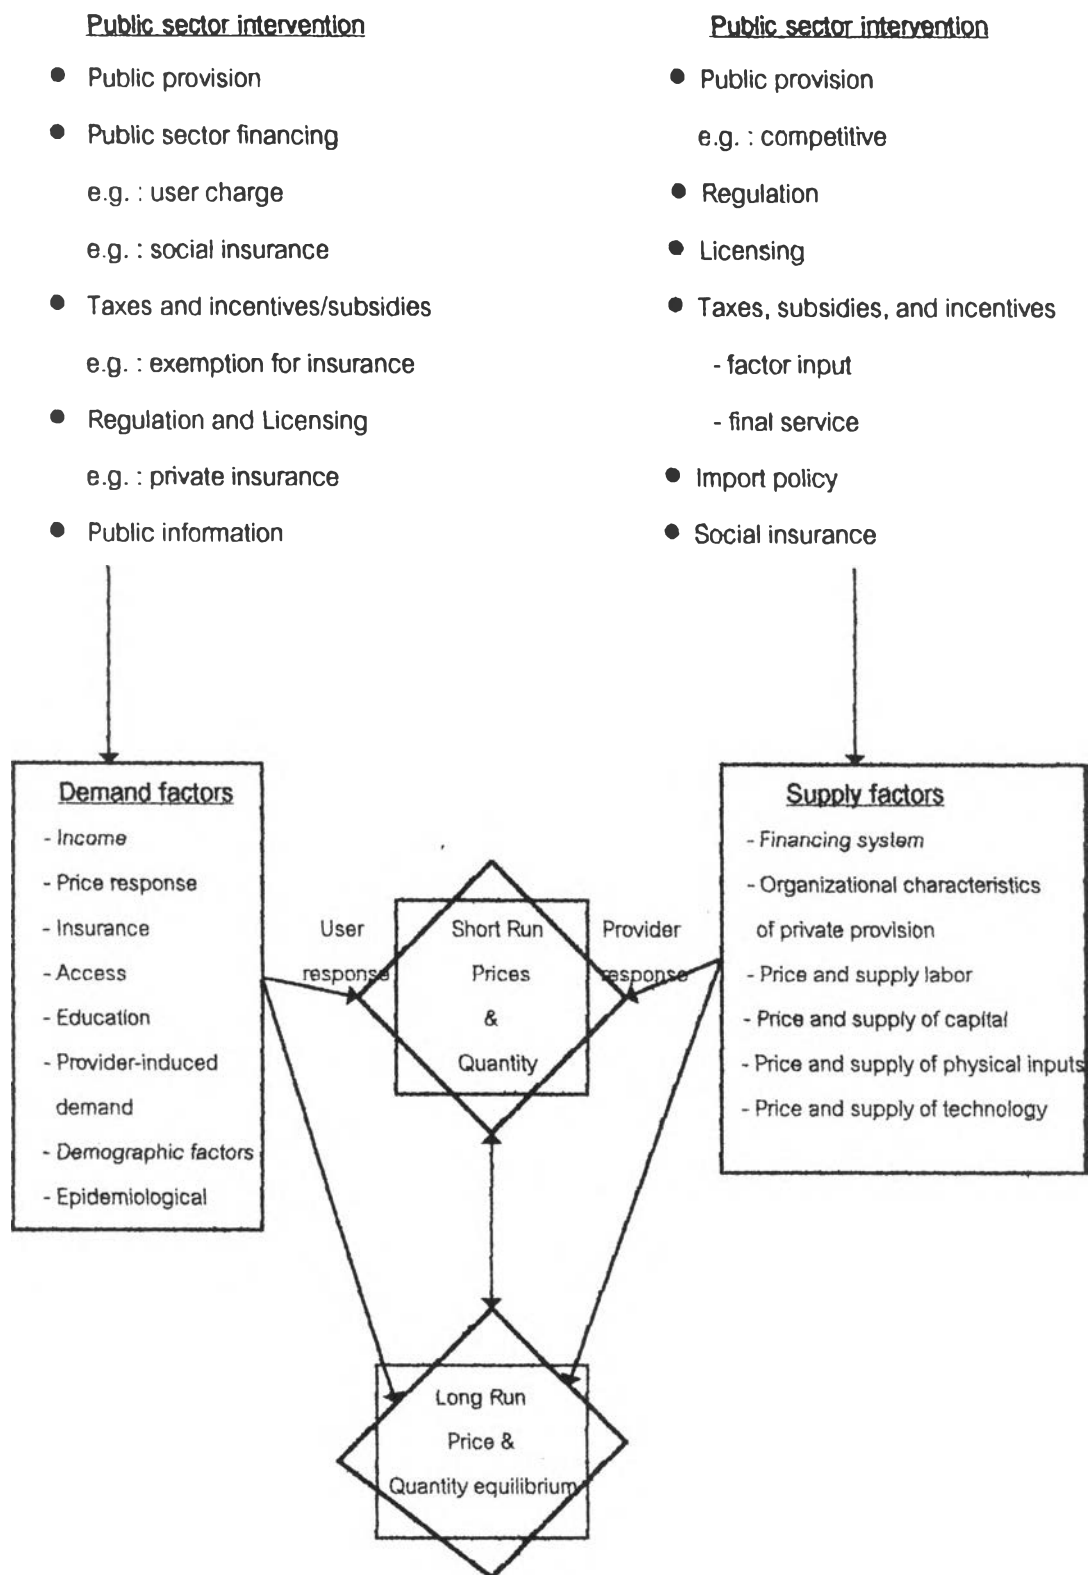 Public sector intervention
● Public provision
● Public sector financing
e.g. : user charge
e.g. : social insurance
● Taxes and incentives/subsidies
e.g. : exemption for insurance
● Regulation and Licensing
e.g. : private insurance
● Public information
Public sector intervention
● Public provision
e.g. : competitive
● Regulation
● Licensing
● Taxes, subsidies, and incentives
- factor input
- final service
● Import policy
● Social insurance
Demand factors
- Income
- Price response
- Insurance
- Access
- Education
- Provider-induced
demand
- Demographic factors
- Epidemiological
User
response
Short Run
Prices
&
Quantity
Provider
response
Supply factors
- Financing system
- Organizational characteristics
of private provision
- Price and supply labor
- Price and supply of capital
- Price and supply of physical inputs
- Price and supply of technology
Long Run
Price &
Quantity equilibrium